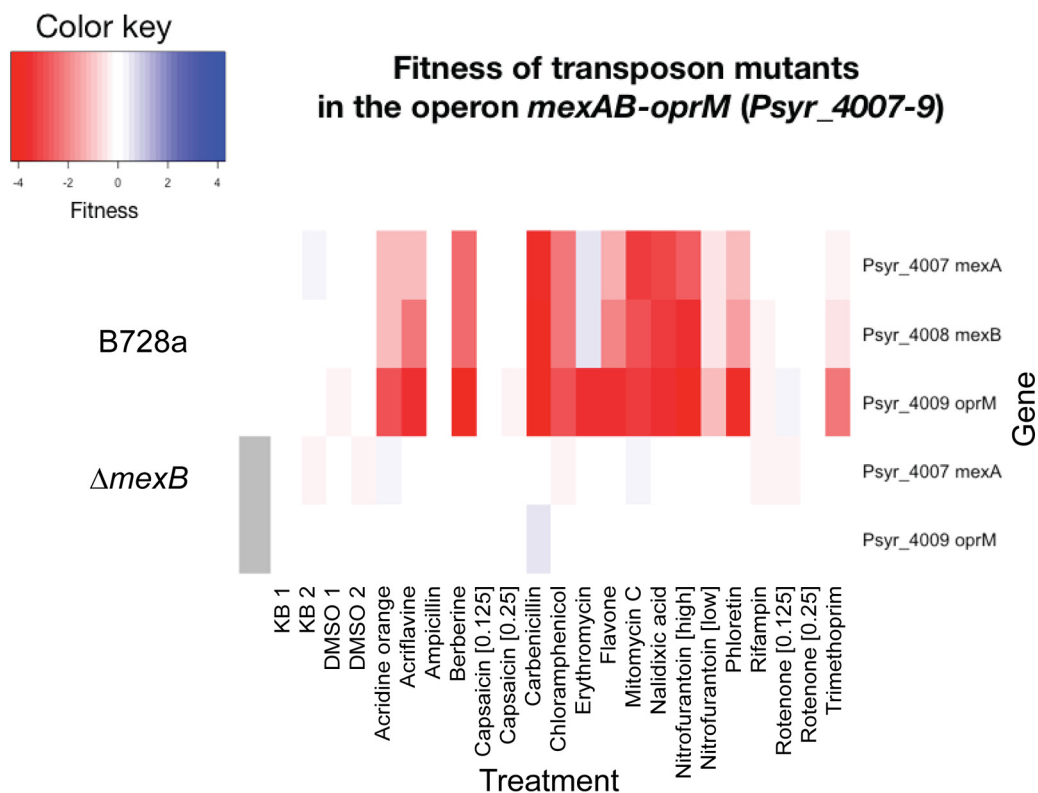 Color key
-4 -2 0 2 4
Fitness
Fitness of transposon mutants
in the operon mexAB-oprM (Psyr_4007-9)
B728a
ΔmexB
Psyr_4007 mexA
Psyr_4008 mexB
Psyr_4009 oprM
Psyr_4007 mexA
Psyr_4009 oprM
Gene
KB 1
KB 2
DMSO 1
DMSO 2
Acridine orange
Acriflavine
Ampicillin
Berberine
Capsaicin [0.125]
Capsaicin [0.25]
Carbenicillin
Chloramphenicol
Erythromycin
Flavone
Mitomycin C
Nalidixic acid
Nitrofurantoin [high]
Nitrofurantoin [low]
Phloretin
Rifampin
Rotenone [0.125]
Rotenone [0.25]
Trimethoprim
Treatment